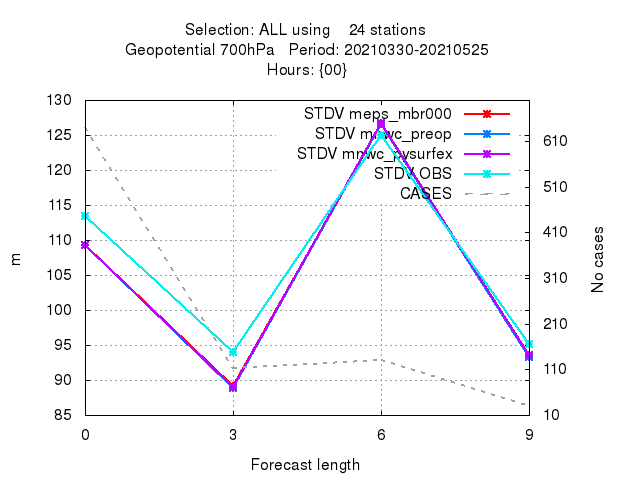 Selection: ALL using    24 stations
Geopotential 700hPa   Period: 20210330-20210525
Hours: {00}
STDV meps_mbr000
STDV mnwc_preop
STDV mnwc_nysurfex
STDV OBS
CASES
130
125
120
115
110
105
100
95
90
85
610
510
410
310
210
110
10
m
No cases
0 3 6 9
Forecast length